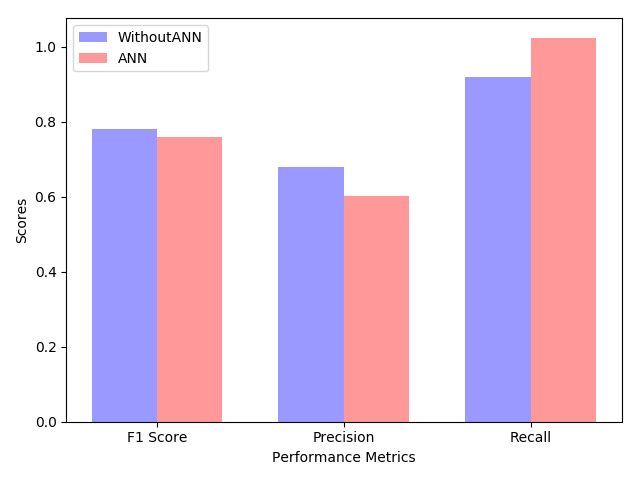 WithoutANN
ANN
1.0
0.8
0.6
0.4
0.2
0.0
Scores
F1 Score
Precision
Recall
Performance Metrics